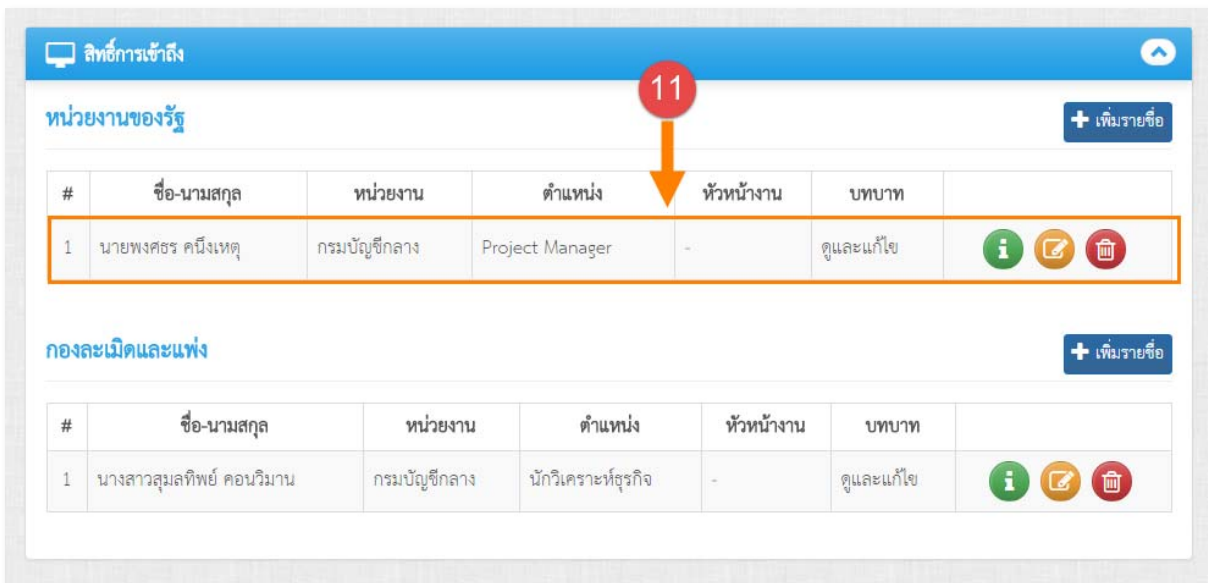 สิทธิ์การเข้าถึง
11
หน่วยงานของรัฐ
เพิ่มรายชื่อ
# ชื่อ-นามสกุล หน่วยงาน ตำแหน่ง หัวหน้างาน บทบาท
1 นายพงศธร คนึงเหตุ กรมบัญชีกลาง Project Manager - ดูและแก้ไข
กองละเมิดและแพ่ง
เพิ่มรายชื่อ
# ชื่อ-นามสกุล หน่วยงาน ตำแหน่ง หัวหน้างาน บทบาท
1 นางสาวสุมลทิพย์ ดอนวิมาน กรมบัญชีกลาง นักวิเคราะห์ธุรกิจ - ดูและแก้ไข